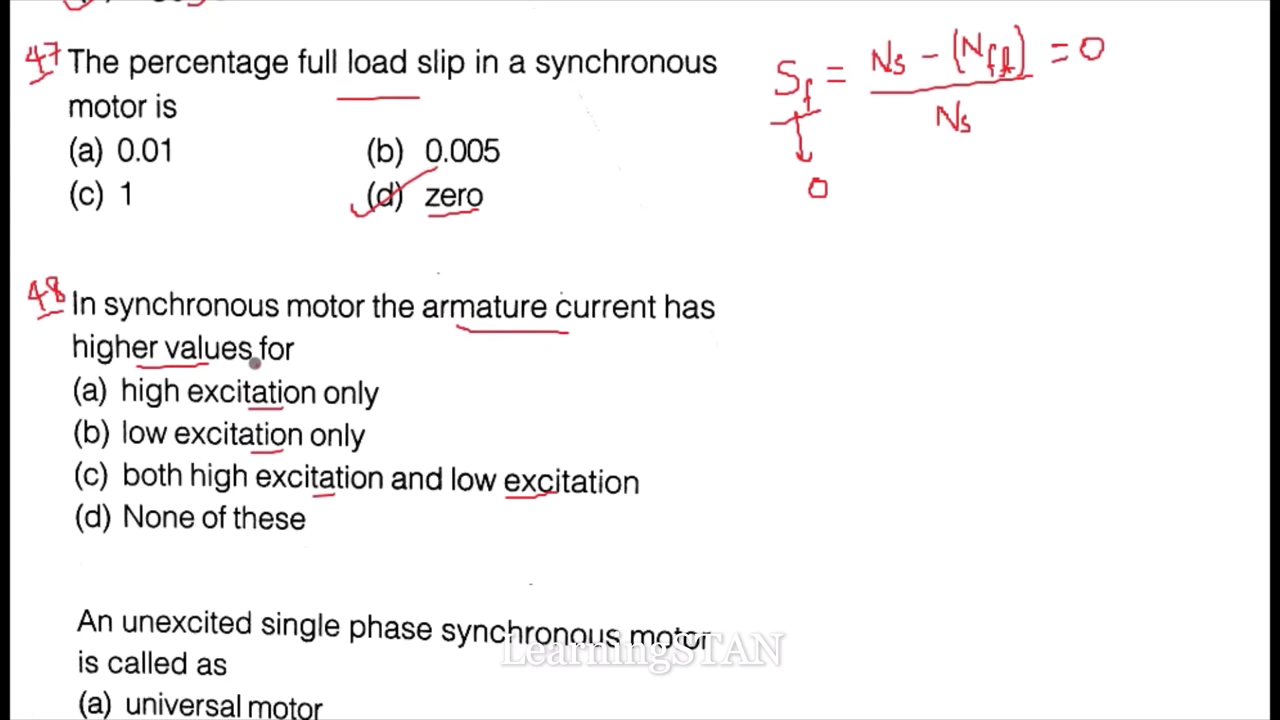 47 The percentage full load slip in a synchronous
motor is
(a) 0.01 (b) 0.005
(c) 1 (d) zero
Sf = Ns - (Nfl) = 0
Ns
0
48 In synchronous motor the armature current has
higher values for
(a) high excitation only
(b) low excitation only
(c) both high excitation and low excitation
(d) None of these
An unexcited single phase synchronous motor
is called as
(a) universal motor
LearningSTAN